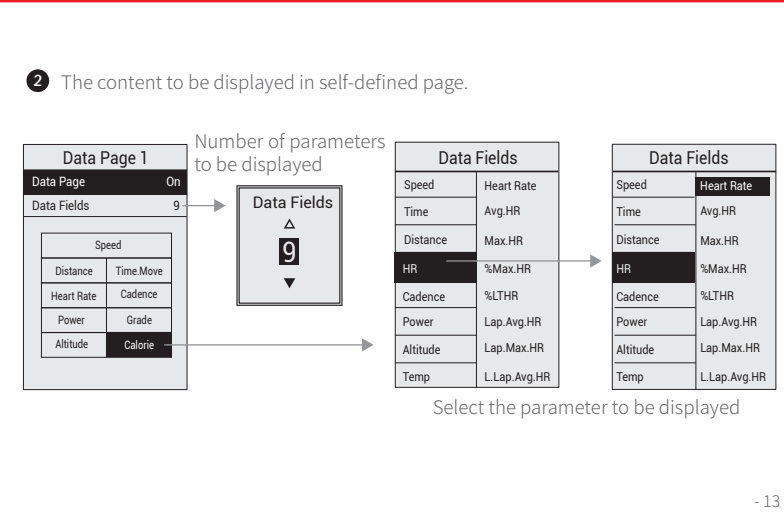 2 The content to be displayed in self-defined page.
Data Page 1
Data Page On
Data Fields 9
Speed
Distance Time.Move
Heart Rate Cadence
Power Grade
Altitude Calorie
Number of parameters
to be displayed
Data Fields
9
Data Fields
Speed Heart Rate
Time Avg.HR
Distance Max.HR
HR %Max.HR
Cadence %LTHR
Power Lap.Avg.HR
Altitude Lap.Max.HR
Temp L.Lap.Avg.HR
Data Fields
Speed Heart Rate
Time Avg.HR
Distance Max.HR
HR %Max.HR
Cadence %LTHR
Power Lap.Avg.HR
Altitude Lap.Max.HR
Temp L.Lap.Avg.HR
Select the parameter to be displayed
- 13